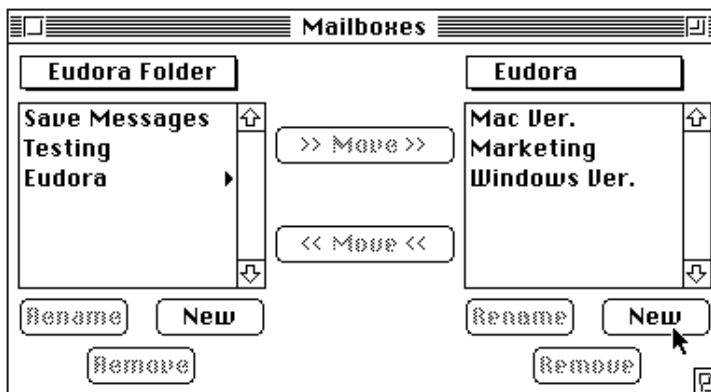 Mailboxes
Eudora Folder
Save Messages
Testing
Eudora
>> Move >>
<< Move <<
Rename
New
Remove
Eudora
Mac Ver.
Marketing
Windows Ver.
Rename
New
Remove